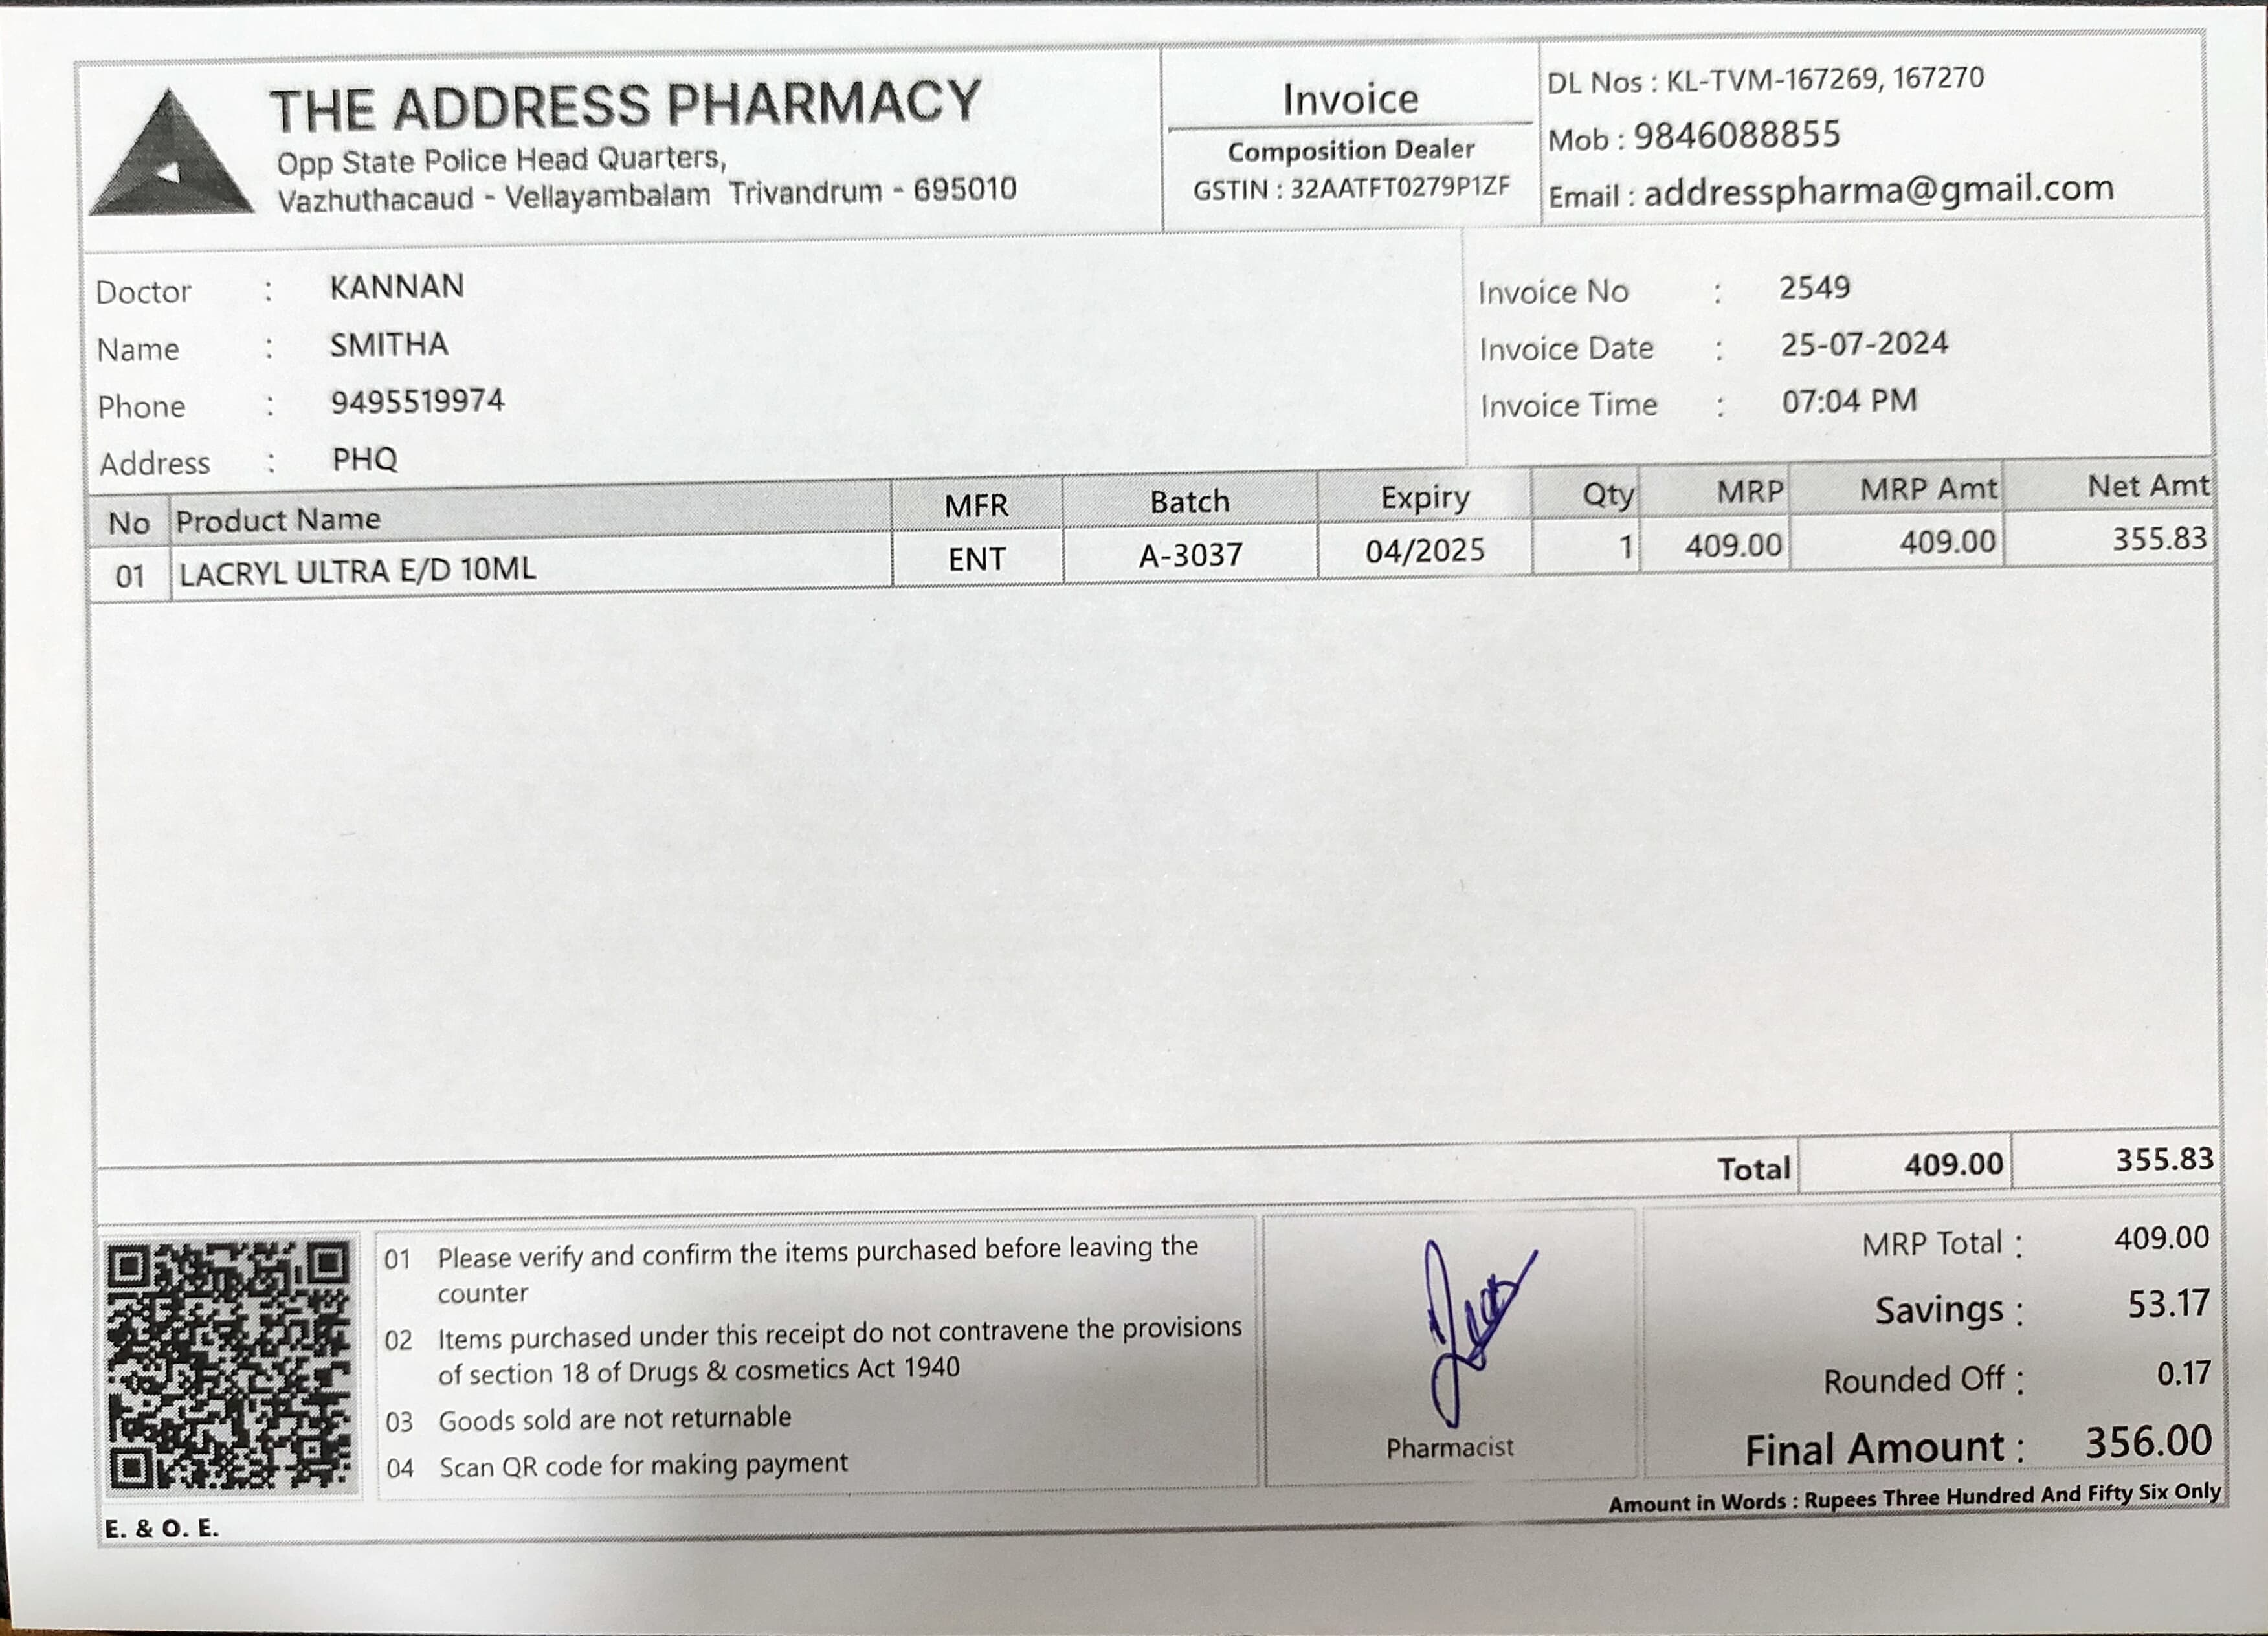 THE ADDRESS PHARMACY
Opp State Police Head Quarters,
Vazhuthacaud - Vellayambalam Trivandrum - 695010
Invoice
Composition Dealer
GSTIN : 32AATFT0279P1ZF
DL Nos : KL-TVM-167269, 167270
Mob : 9846088855
Email : addresspharma@gmail.com
Doctor : KANNAN
Name : SMITHA
Phone : 9495519974
Address : PHQ
Invoice No : 2549
Invoice Date : 25-07-2024
Invoice Time : 07:04 PM
No Product Name MFR Batch Expiry Qty MRP MRP Amt Net Amt
01 LACRYL ULTRA E/D 10ML ENT A-3037 04/2025 1 409.00 409.00 355.83
Total 409.00 355.83
01 Please verify and confirm the items purchased before leaving the
counter
02 Items purchased under this receipt do not contravene the provisions
of section 18 of Drugs & cosmetics Act 1940
03 Goods sold are not returnable
04 Scan QR code for making payment
E. & O. E.
Pharmacist
MRP Total : 409.00
Savings : 53.17
Rounded Off : 0.17
Final Amount : 356.00
Amount in Words : Rupees Three Hundred And Fifty Six Only